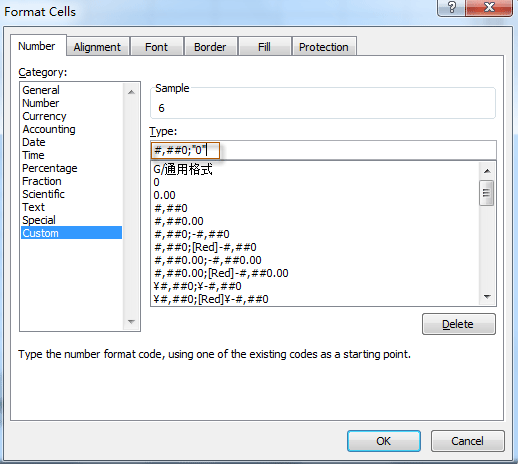 Format Cells
Number
Alignment
Font
Border
Fill
Protection
Category:
General
Number
Currency
Accounting
Date
Time
Percentage
Fraction
Scientific
Text
Special
Custom
Sample
6
Type:
#,##0;"0"
G/通用格式
0
0.00
#,##0
#,##0.00
#,##0;-#,##0
#,##0;[Red]-#,##0
#,##0.00;-#,##0.00
#,##0.00;[Red]-#,##0.00
¥#,##0;¥-#,##0
¥#,##0;[Red]¥-#,##0
Delete
Type the number format code, using one of the existing codes as a starting point.
OK
Cancel